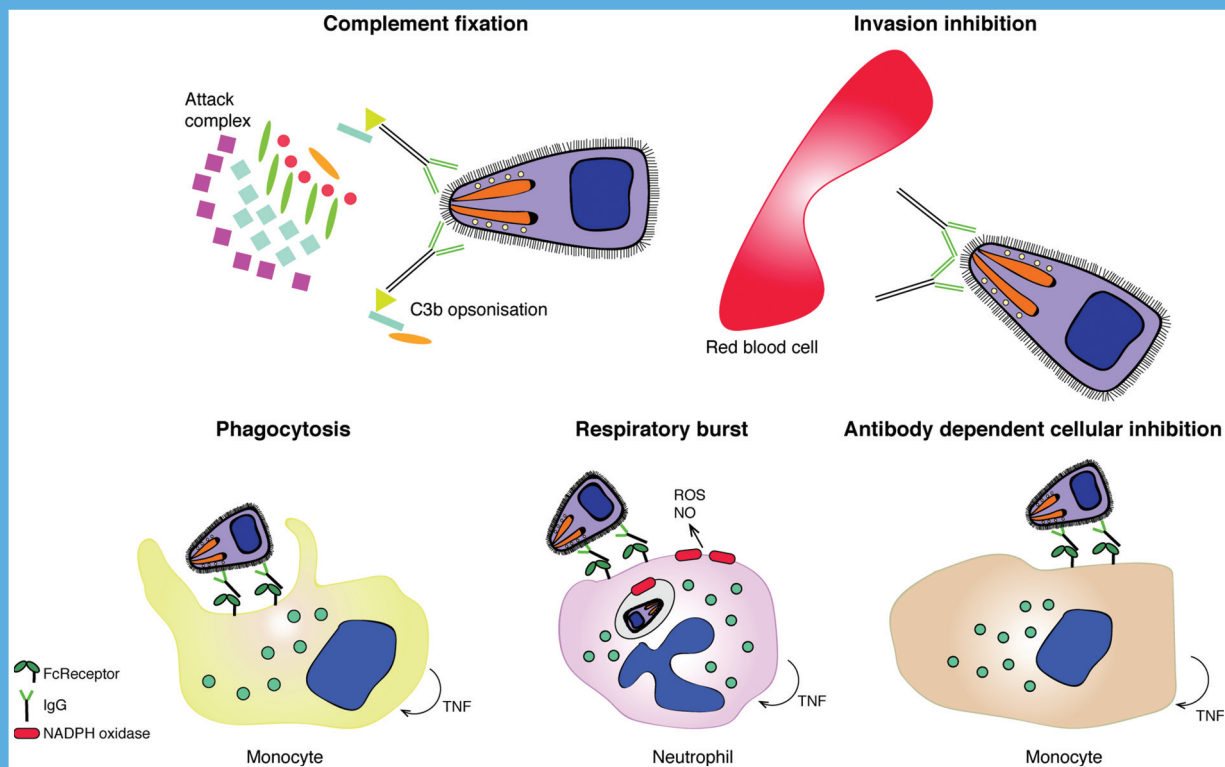 Complement fixation
Invasion inhibition
Attack
complex
C3b opsonisation
Red blood cell
Phagocytosis
Respiratory burst
Antibody dependent cellular inhibition
ROS
NO
FcReceptor
IgG
NADPH oxidase
TNF
TNF
TNF
Monocyte
Neutrophil
Monocyte